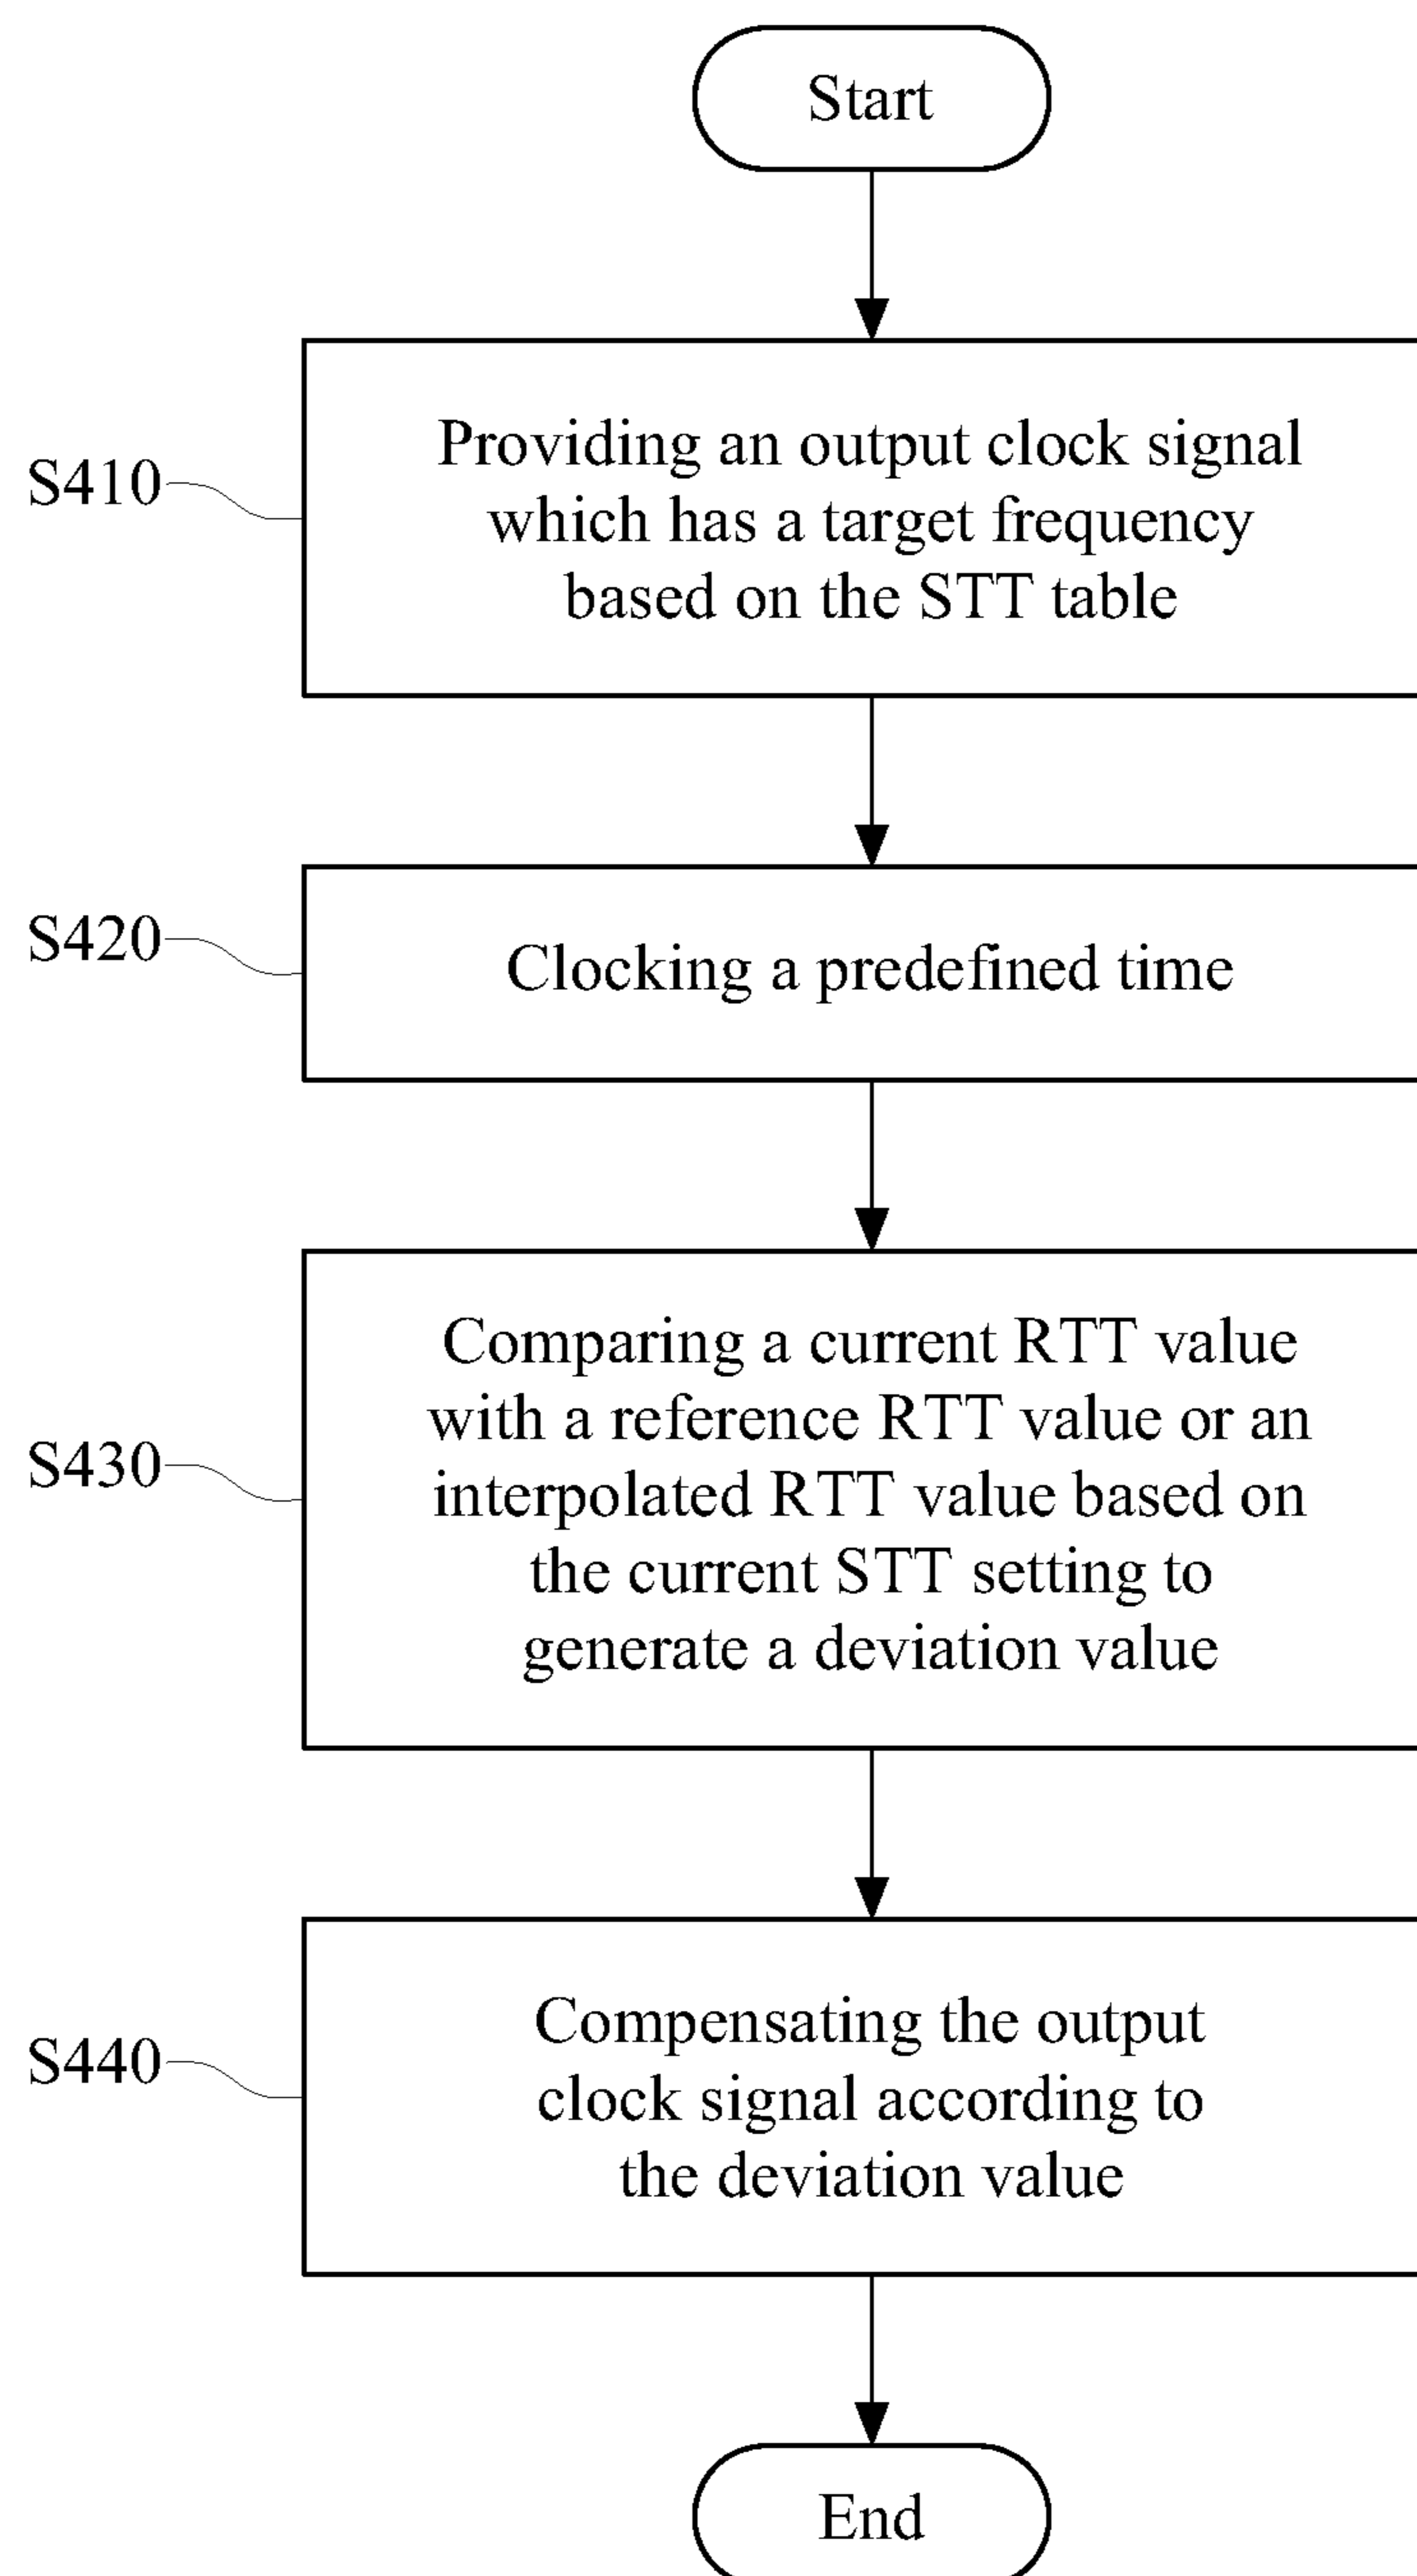 Start
S410
Providing an output clock signal
which has a target frequency
based on the STT table
S420
Clocking a predefined time
S430
Comparing a current RTT value
with a reference RTT value or an
interpolated RTT value based on
the current STT setting to
generate a deviation value
S440
Compensating the output
clock signal according to
the deviation value
End